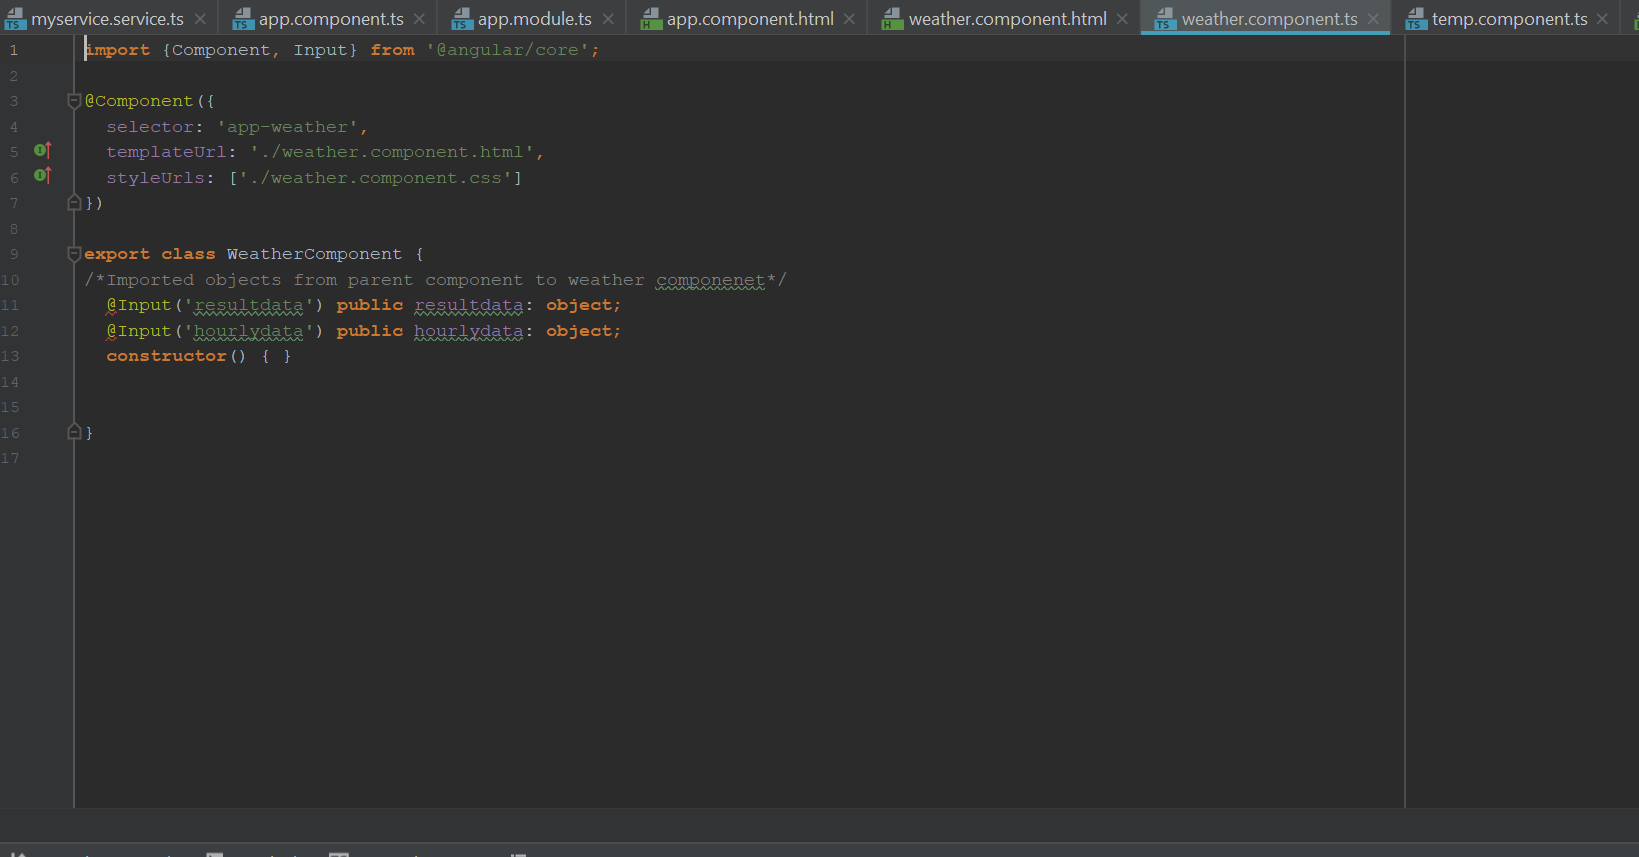 myservice.service.ts app.component.ts app.module.ts app.component.html weather.component.html weather.component.ts temp.component.ts
1 import {Component, Input} from '@angular/core';
2
3 @Component({
4 selector: 'app-weather',
5 templateUrl: './weather.component.html',
6 styleUrls: ['./weather.component.css']
7 })
8
9 export class WeatherComponent {
10 /*Imported objects from parent component to weather componenet*/
11 @Input('resultdata') public resultdata: object;
12 @Input('hourlydata') public hourlydata: object;
13 constructor() { }
14
15
16 }
17